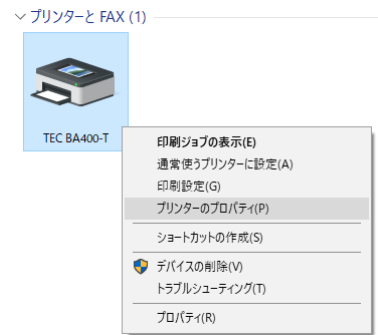 プリンターと FAX (1)
TEC BA400-T
印刷ジョブの表示(E)
通常使うプリンターに設定(A)
印刷設定(G)
プリンターのプロパティ(P)
ショートカットの作成(S)
デバイスの削除(V)
トラブルシューティング(T)
プロパティ(R)